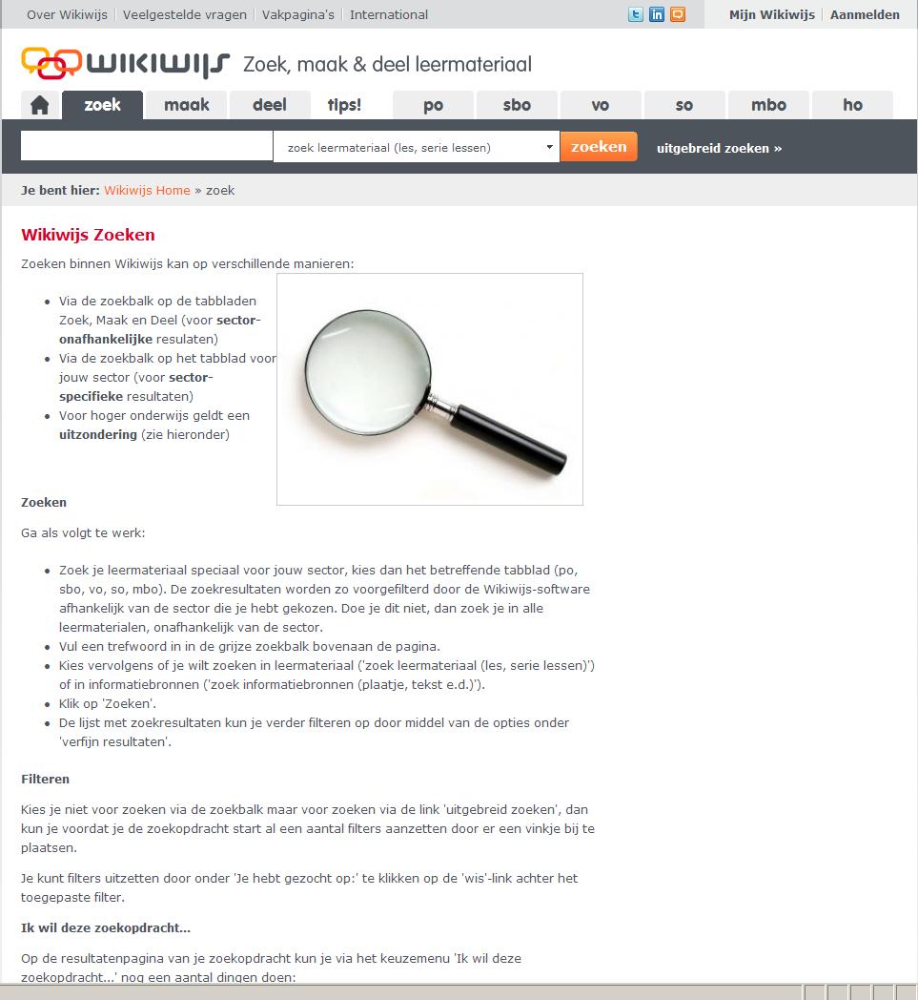 Over Wikiwijs Veelgestelde vragen Vakpagina's International Mijn Wikiwijs Aanmelden
WIKIWIJS Zoek, maak & deel leermateriaal
zoek maak deel tips! po sbo vo so mbo ho
zoek leermateriaal (les, serie lessen) zoeken uitgebreid zoeken »
Je bent hier: Wikiwijs Home » zoek
Wikiwijs Zoeken
Zoeken binnen Wikiwijs kan op verschillende manieren:
• Via de zoekbalk op de tabbladen
Zoek, Maak en Deel (voor sector-
onafhankelijke resulaten)
• Via de zoekbalk op het tabblad voor
jouw sector (voor sector-
specifieke resultaten)
• Voor hoger onderwijs geldt een
uitzondering (zie hieronder)
Zoeken
Ga als volgt te werk:
• Zoek je leermateriaal speciaal voor jouw sector, kies dan het betreffende tabblad (po,
sbo, vo, so, mbo). De zoekresultaten worden zo voorgefilterd door de Wikiwijs-software
afhankelijk van de sector die je hebt gekozen. Doe je dit niet, dan zoek je in alle
leermaterialen, onafhankelijk van de sector.
• Vul een trefwoord in in de grijze zoekbalk bovenaan de pagina.
• Kies vervolgens of je wilt zoeken in leermateriaal ('zoek leermateriaal (les, serie lessen)')
of in informatiebronnen ('zoek informatiebronnen (plaatje, tekst e.d.)').
• Klik op 'Zoeken'.
• De lijst met zoekresultaten kun je verder filteren op door middel van de opties onder
'verfijn resultaten'.
Filteren
Kies je niet voor zoeken via de zoekbalk maar voor zoeken via de link 'uitgebreid zoeken', dan
kun je voordat je de zoekopdracht start al een aantal filters aanzetten door er een vinkje bij te
plaatsen.
Je kunt filters uitzetten door onder 'Je hebt gezocht op:' te klikken op de 'wis'-link achter het
toegepaste filter.
Ik wil deze zoekopdracht...
Op de resultatenpagina van je zoekopdracht kun je via het keuzemenu 'Ik wil deze
zoekopdracht...' nog een aantal dingen doen: